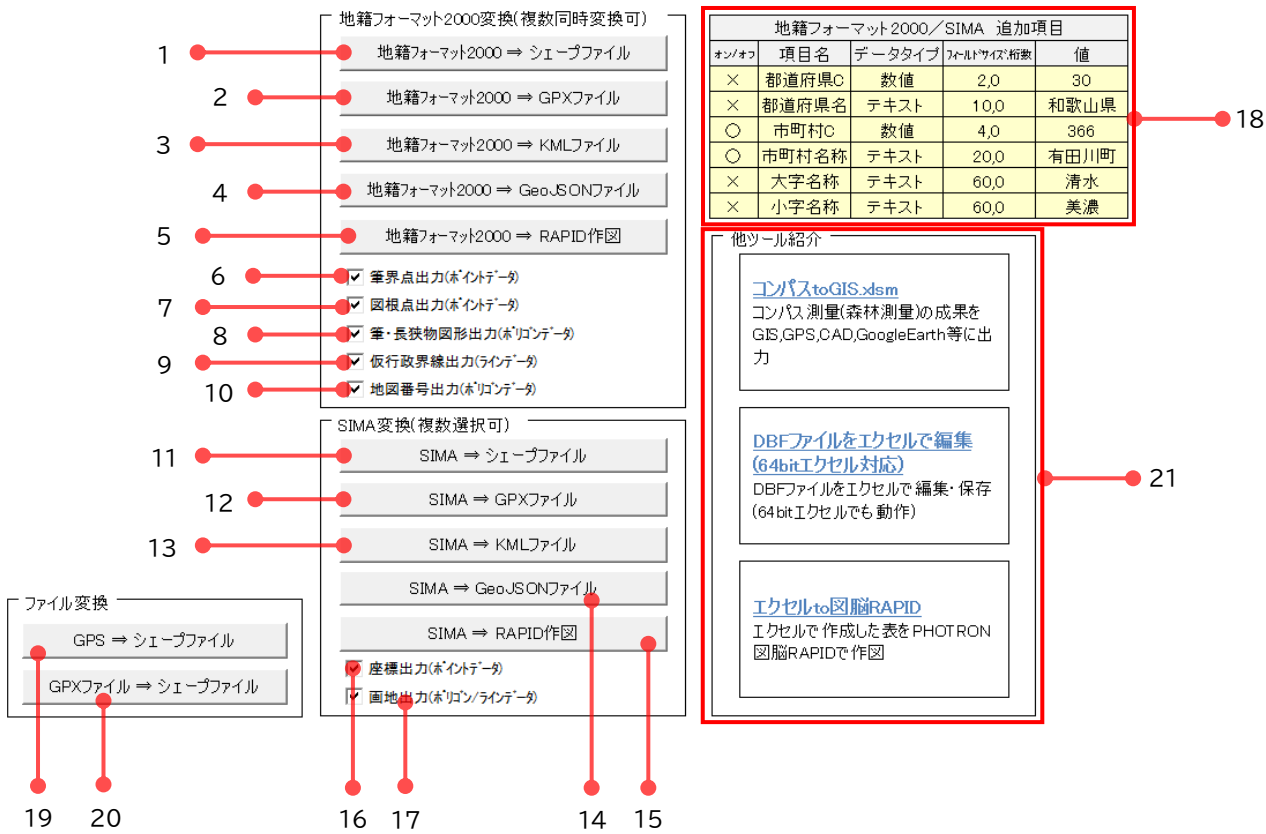 地籍フォーマット2000変換(複数同時変換可)
1
地籍フォーマット2000 ⇒ シェープファイル
2
地籍フォーマット2000 ⇒ GPXファイル
3
地籍フォーマット2000 ⇒ KMLファイル
4
地籍フォーマット2000 ⇒ GeoJSONファイル
5
地籍フォーマット2000 ⇒ RAPID作図
6
筆界点出力(ポイントデータ)
7
図根点出力(ポイントデータ)
8
筆・長狭物図形出力(ポリゴンデータ)
9
仮行政界線出力(ラインデータ)
10
地図番号出力(ポリゴンデータ)
SIMA変換(複数選択可)
11
SIMA ⇒ シェープファイル
12
SIMA ⇒ GPXファイル
13
SIMA ⇒ KMLファイル
SIMA ⇒ GeoJSONファイル
SIMA ⇒ RAPID作図
座標出力(ポイントデータ)
画地出力(ポリゴン/ラインデータ)
ファイル変換
GPS ⇒ シェープファイル
GPXファイル ⇒ シェープファイル
19
20
16
17
14
15
地籍フォーマット2000／SIMA 追加項目
オン/オフ 項目名 データタイプ フィールドサイズ,桁数 値
× 都道府県C 数値 2,0 30
× 都道府県名 テキスト 10,0 和歌山県
○ 市町村C 数値 4,0 366
○ 市町村名称 テキスト 20,0 有田川町
× 大字名称 テキスト 60,0 清水
× 小字名称 テキスト 60,0 美濃
18
他ツール紹介
コンパスtoGIS.xlsm
コンパス測量(森林測量)の成果を
GIS,GPS,CAD,GoogleEarth等に出
力
DBFファイルをエクセルで編集
(64bitエクセル対応)
DBFファイルをエクセルで編集・保存
(64bitエクセルでも動作)
エクセルto図脳RAPID
エクセルで作成した表をPHOTRON
図脳RAPIDで作図
21